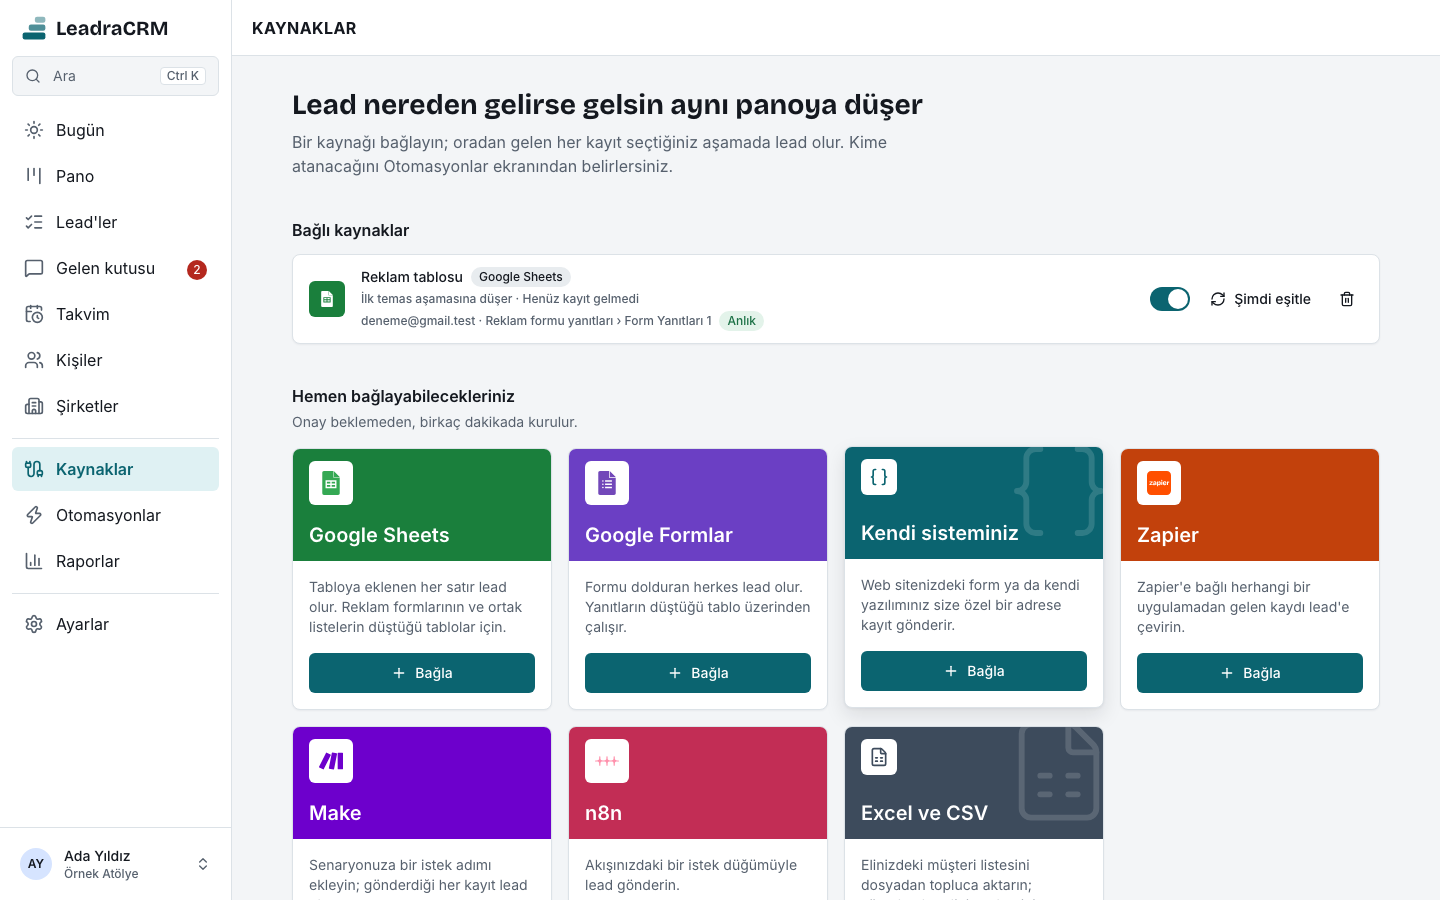 LeadraCRM
Ara
Ctrl K
Bugün
Pano
Lead'ler
Gelen kutusu
2
Takvim
Kişiler
Şirketler
Kaynaklar
Otomasyonlar
Raporlar
Ayarlar
AY
Ada Yıldız
Örnek Atölye
KAYNAKLAR
Lead nereden gelirse gelsin aynı panoya düşer
Bir kaynağı bağlayın; oradan gelen her kayıt seçtiğiniz aşamada lead olur. Kime
atanacağını Otomasyonlar ekranından belirlersiniz.
Bağlı kaynaklar
Reklam tablosu Google Sheets
İlk temas aşamasına düşer · Henüz kayıt gelmedi
deneme@gmail.test · Reklam formu yanıtları › Form Yanıtları 1 Anlık
Şimdi eşitle
Hemen bağlayabilecekleriniz
Onay beklemeden, birkaç dakikada kurulur.
Google Sheets
Tabloya eklenen her satır lead
olur. Reklam formlarının ve ortak
listelerin düştüğü tablolar için.
+ Bağla
Google Formlar
Formu dolduran herkes lead olur.
Yanıtların düştüğü tablo üzerinden
çalışır.
+ Bağla
{ }
Kendi sisteminiz
Web sitenizdeki form ya da kendi
yazılımınız size özel bir adrese
kayıt gönderir.
+ Bağla
zapier
Zapier
Zapier'e bağlı herhangi bir
uygulamadan gelen kaydı lead'e
çevirin.
+ Bağla
Make
Senaryonuza bir istek adımı
ekleyin; gönderdiği her kayıt lead
n8n
Akışınızdaki bir istek düğümüyle
lead gönderin.
Excel ve CSV
Elinizdeki müşteri listesini
dosyadan topluca aktarın;